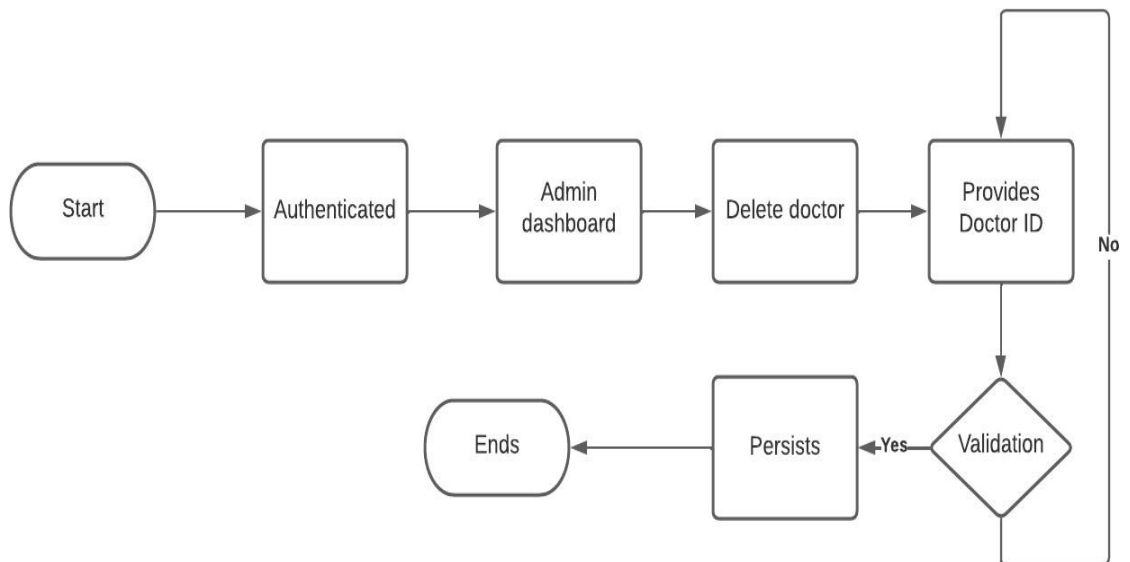 Start
Authenticated
Admin
dashboard
Delete doctor
Provides
Doctor ID
No
Ends
Persists
Yes
Validation